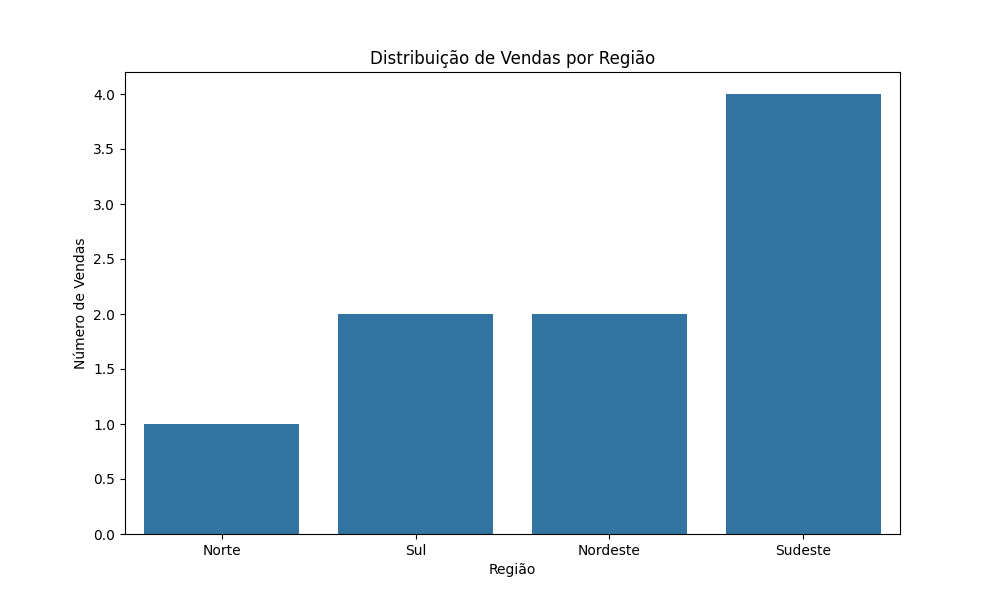 Distribuição de Vendas por Região
Número de Vendas
4.0
3.5
3.0
2.5
2.0
1.5
1.0
0.5
0.0
Norte Sul Nordeste Sudeste
Região